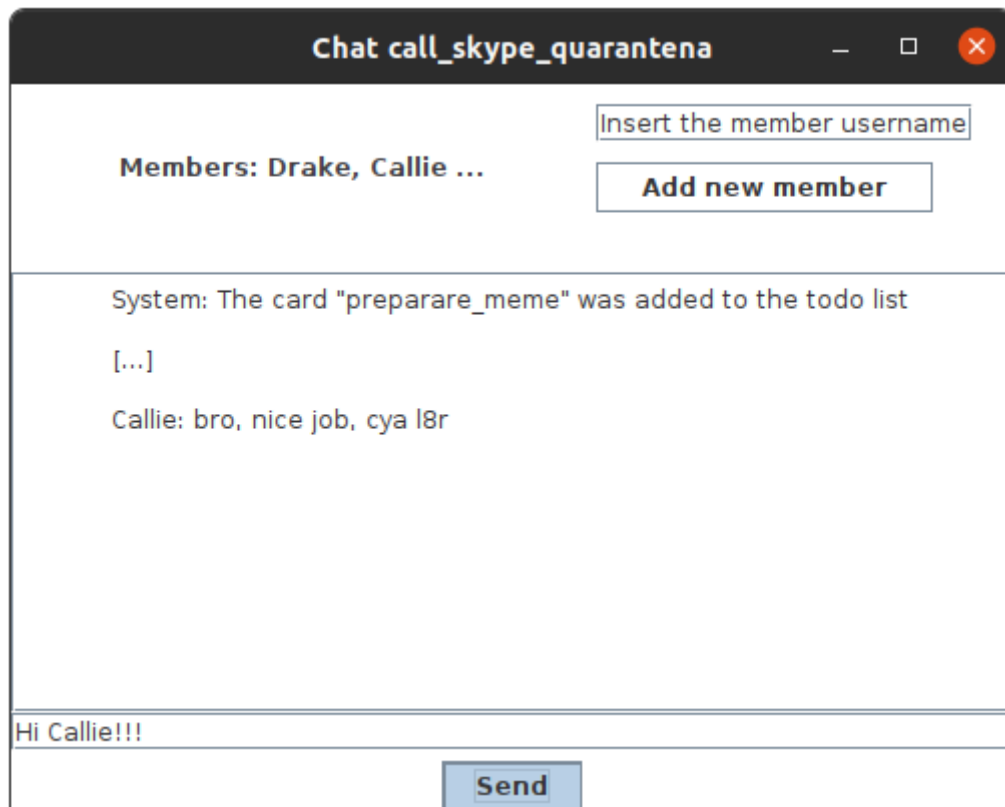 Chat call_skype_quarantena
Insert the member username
Members: Drake, Callie ...
Add new member
System: The card "preparare_meme" was added to the todo list
[...]
Callie: bro, nice job, cya l8r
Hi Callie!!!
Send